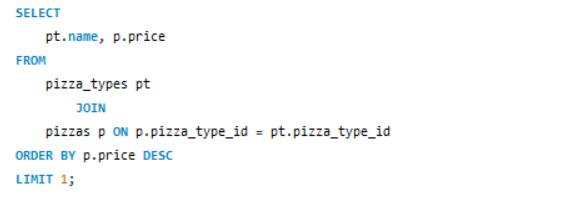 SELECT
pt.name, p.price
FROM
pizza_types pt
JOIN
pizzas p ON p.pizza_type_id = pt.pizza_type_id
ORDER BY p.price DESC
LIMIT 1;